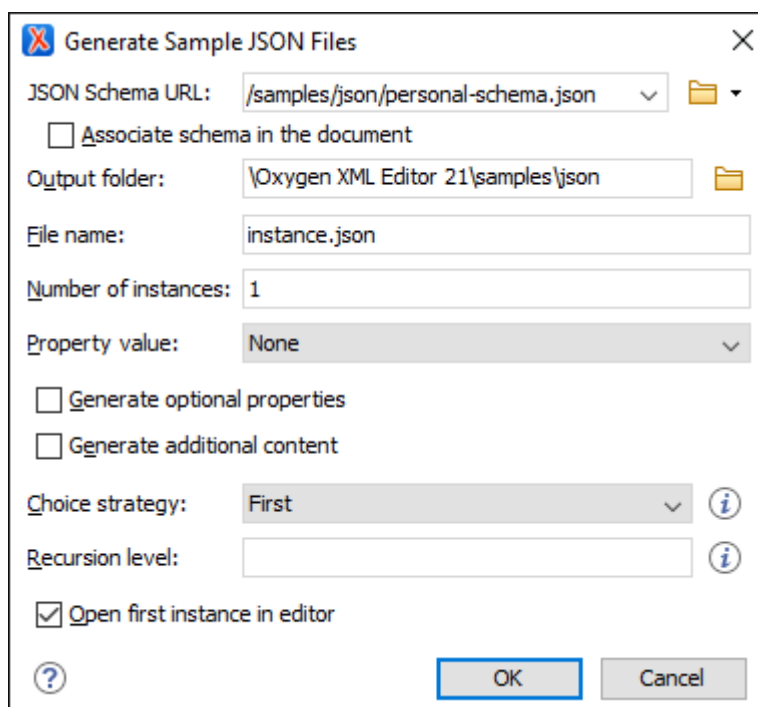 Generate Sample JSON Files
JSON Schema URL: /samples/json/personal-schema.json
Associate schema in the document
Output folder: \Oxygen XML Editor 21\samples\json
File name: instance.json
Number of instances: 1
Property value: None
Generate optional properties
Generate additional content
Choice strategy: First
Recursion level:
Open first instance in editor
OK Cancel